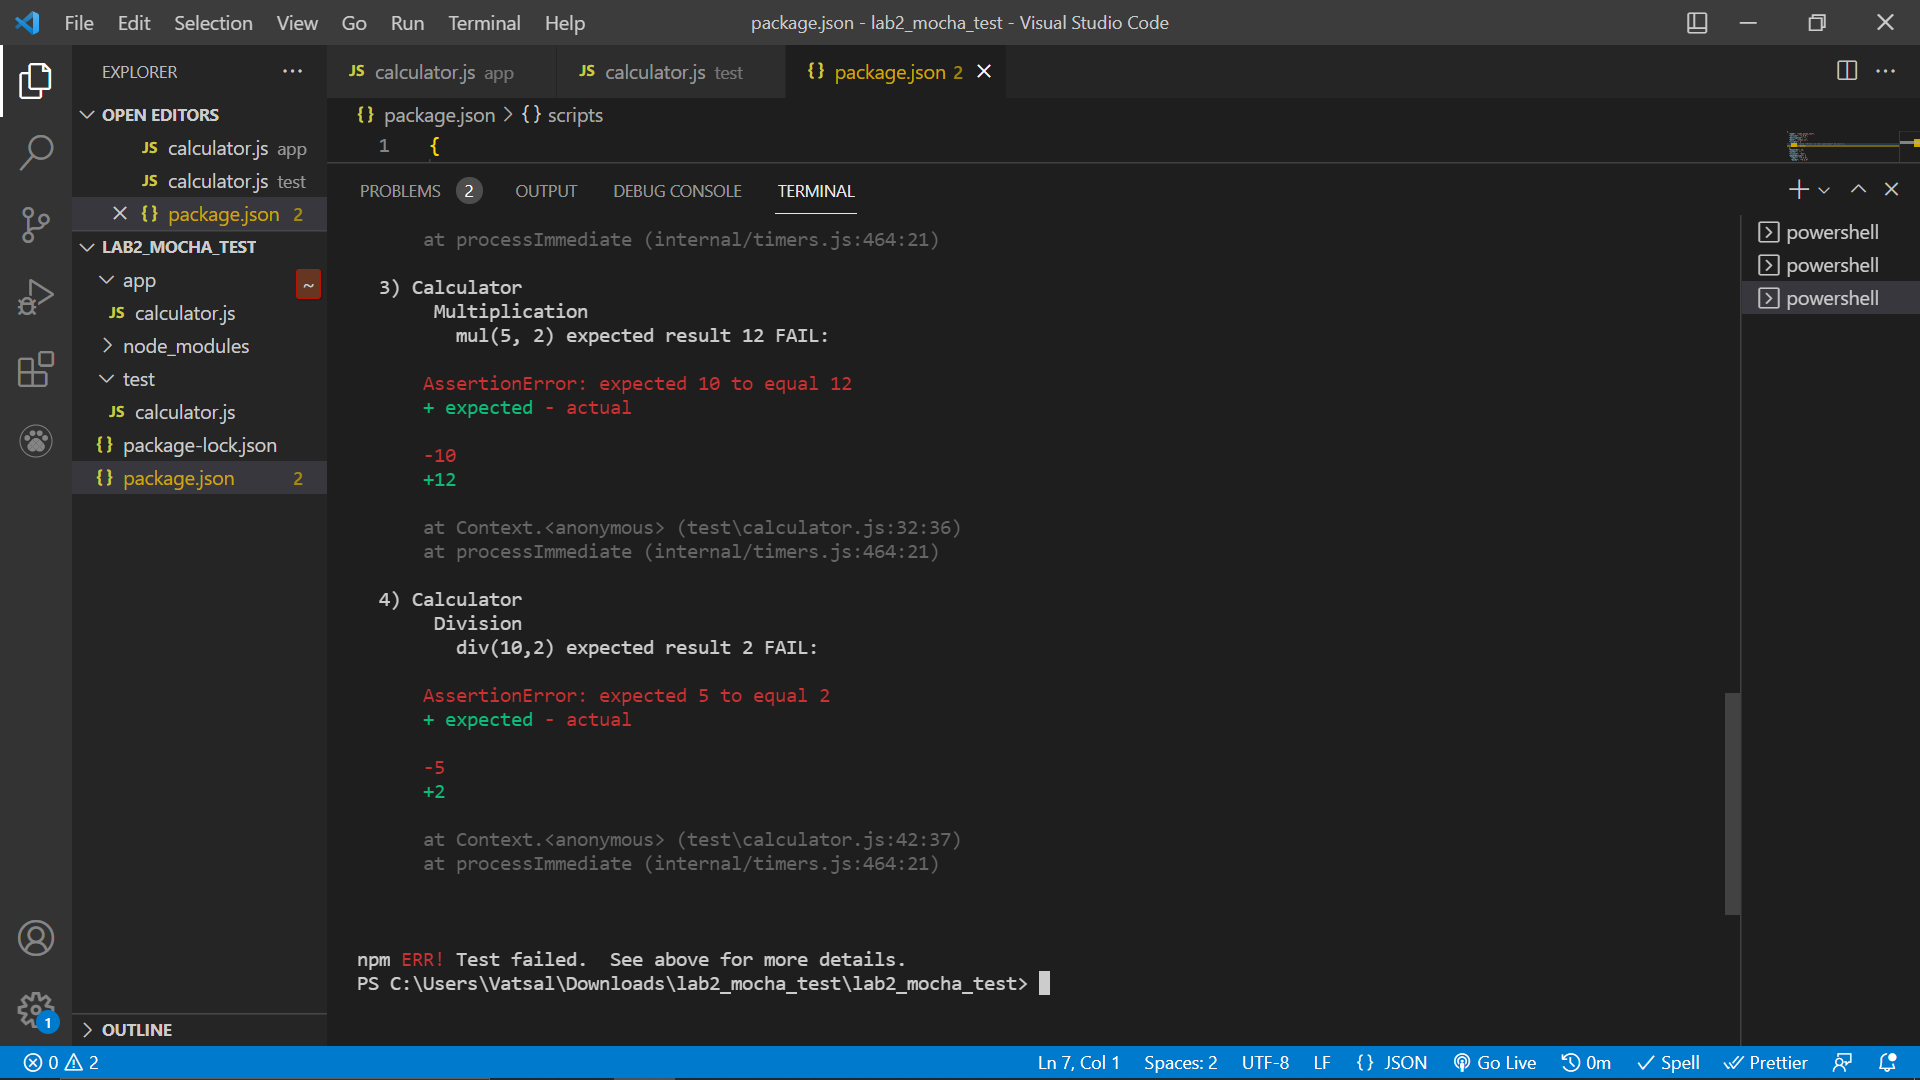 File Edit Selection View Go Run Terminal Help
package.json - lab2_mocha_test - Visual Studio Code
EXPLORER
OPEN EDITORS
JS calculator.js app
JS calculator.js test
{} package.json 2
LAB2_MOCHA_TEST
app
~
JS calculator.js
node_modules
test
JS calculator.js
{} package-lock.json
{} package.json 2
OUTLINE
JS calculator.js app
JS calculator.js test
{} package.json 2
{} package.json > {} scripts
1 {
PROBLEMS 2 OUTPUT DEBUG CONSOLE TERMINAL
at processImmediate (internal/timers.js:464:21)
3) Calculator
Multiplication
mul(5, 2) expected result 12 FAIL:
AssertionError: expected 10 to equal 12
+ expected - actual
-10
+12
at Context.<anonymous> (test\calculator.js:32:36)
at processImmediate (internal/timers.js:464:21)
4) Calculator
Division
div(10,2) expected result 2 FAIL:
AssertionError: expected 5 to equal 2
+ expected - actual
-5
+2
at Context.<anonymous> (test\calculator.js:42:37)
at processImmediate (internal/timers.js:464:21)
npm ERR! Test failed.  See above for more details.
PS C:\Users\Vatsal\Downloads\lab2_mocha_test\lab2_mocha_test>
powershell
powershell
powershell
1
0 2
Ln 7, Col 1 Spaces: 2 UTF-8 LF {} JSON Go Live 0m Spell Prettier